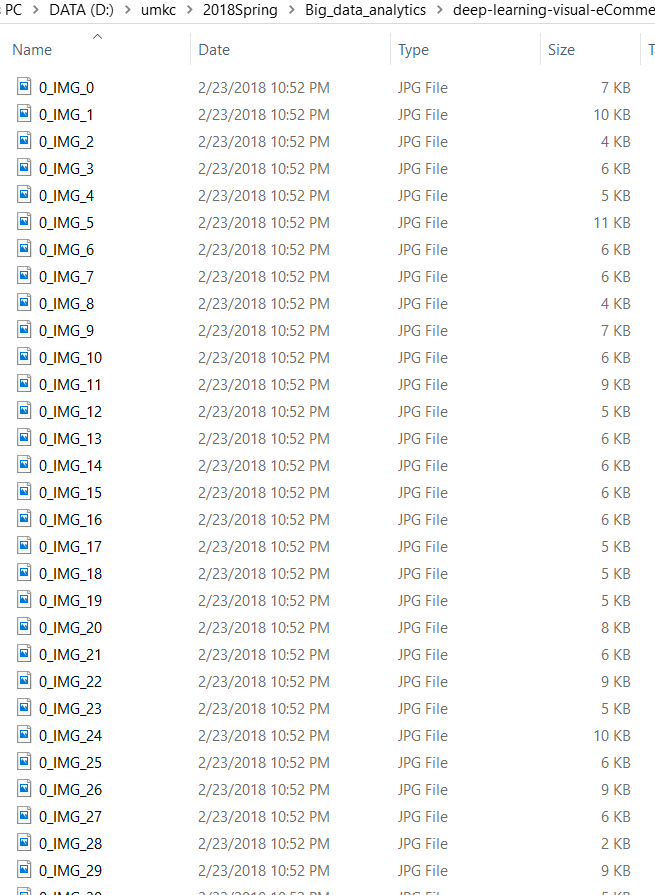 PC > DATA (D:) > umkc > 2018Spring > Big_data_analytics > deep-learning-visual-eComme
Name Date Type Size T
0_IMG_0 2/23/2018 10:52 PM JPG File 7 KB
0_IMG_1 2/23/2018 10:52 PM JPG File 10 KB
0_IMG_2 2/23/2018 10:52 PM JPG File 4 KB
0_IMG_3 2/23/2018 10:52 PM JPG File 6 KB
0_IMG_4 2/23/2018 10:52 PM JPG File 5 KB
0_IMG_5 2/23/2018 10:52 PM JPG File 11 KB
0_IMG_6 2/23/2018 10:52 PM JPG File 6 KB
0_IMG_7 2/23/2018 10:52 PM JPG File 6 KB
0_IMG_8 2/23/2018 10:52 PM JPG File 4 KB
0_IMG_9 2/23/2018 10:52 PM JPG File 7 KB
0_IMG_10 2/23/2018 10:52 PM JPG File 6 KB
0_IMG_11 2/23/2018 10:52 PM JPG File 9 KB
0_IMG_12 2/23/2018 10:52 PM JPG File 5 KB
0_IMG_13 2/23/2018 10:52 PM JPG File 6 KB
0_IMG_14 2/23/2018 10:52 PM JPG File 6 KB
0_IMG_15 2/23/2018 10:52 PM JPG File 6 KB
0_IMG_16 2/23/2018 10:52 PM JPG File 6 KB
0_IMG_17 2/23/2018 10:52 PM JPG File 5 KB
0_IMG_18 2/23/2018 10:52 PM JPG File 5 KB
0_IMG_19 2/23/2018 10:52 PM JPG File 5 KB
0_IMG_20 2/23/2018 10:52 PM JPG File 8 KB
0_IMG_21 2/23/2018 10:52 PM JPG File 6 KB
0_IMG_22 2/23/2018 10:52 PM JPG File 9 KB
0_IMG_23 2/23/2018 10:52 PM JPG File 5 KB
0_IMG_24 2/23/2018 10:52 PM JPG File 10 KB
0_IMG_25 2/23/2018 10:52 PM JPG File 6 KB
0_IMG_26 2/23/2018 10:52 PM JPG File 9 KB
0_IMG_27 2/23/2018 10:52 PM JPG File 6 KB
0_IMG_28 2/23/2018 10:52 PM JPG File 2 KB
0_IMG_29 2/23/2018 10:52 PM JPG File 9 KB